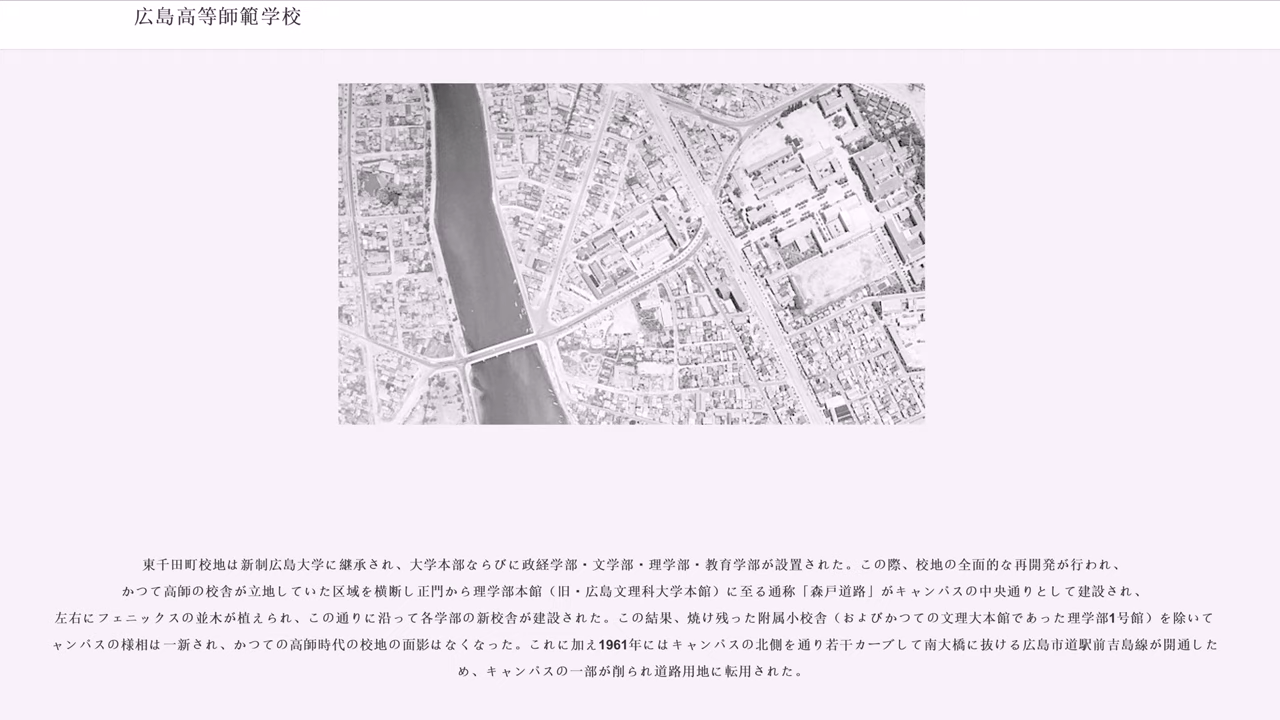 広島高等師範学校
東千田町校地は新制広島大学に継承され、大学本部ならびに政経学部・文学部・理学部・教育学部が設置された。この際、校地の全面的な再開発が行われ、
かつて高師の校舎が立地していた区域を横断し正門から理学部本館（旧・広島文理科大学本館）に至る通称「森戸道路」がキャンパスの中央通りとして建設され、
左右にフェニックスの並木が植えられ、この通りに沿って各学部の新校舎が建設された。この結果、焼け残った附属小校舎（およびかつての文理大本館であった理学部1号館）を除いて
ャンパスの様相は一新され、かつての高師時代の校地の面影はなくなった。これに加え1961年にはキャンパスの北側を通り若干カーブして南大橋に抜ける広島市道駅前吉島線が開通した
め、キャンパスの一部が削られ道路用地に転用された。